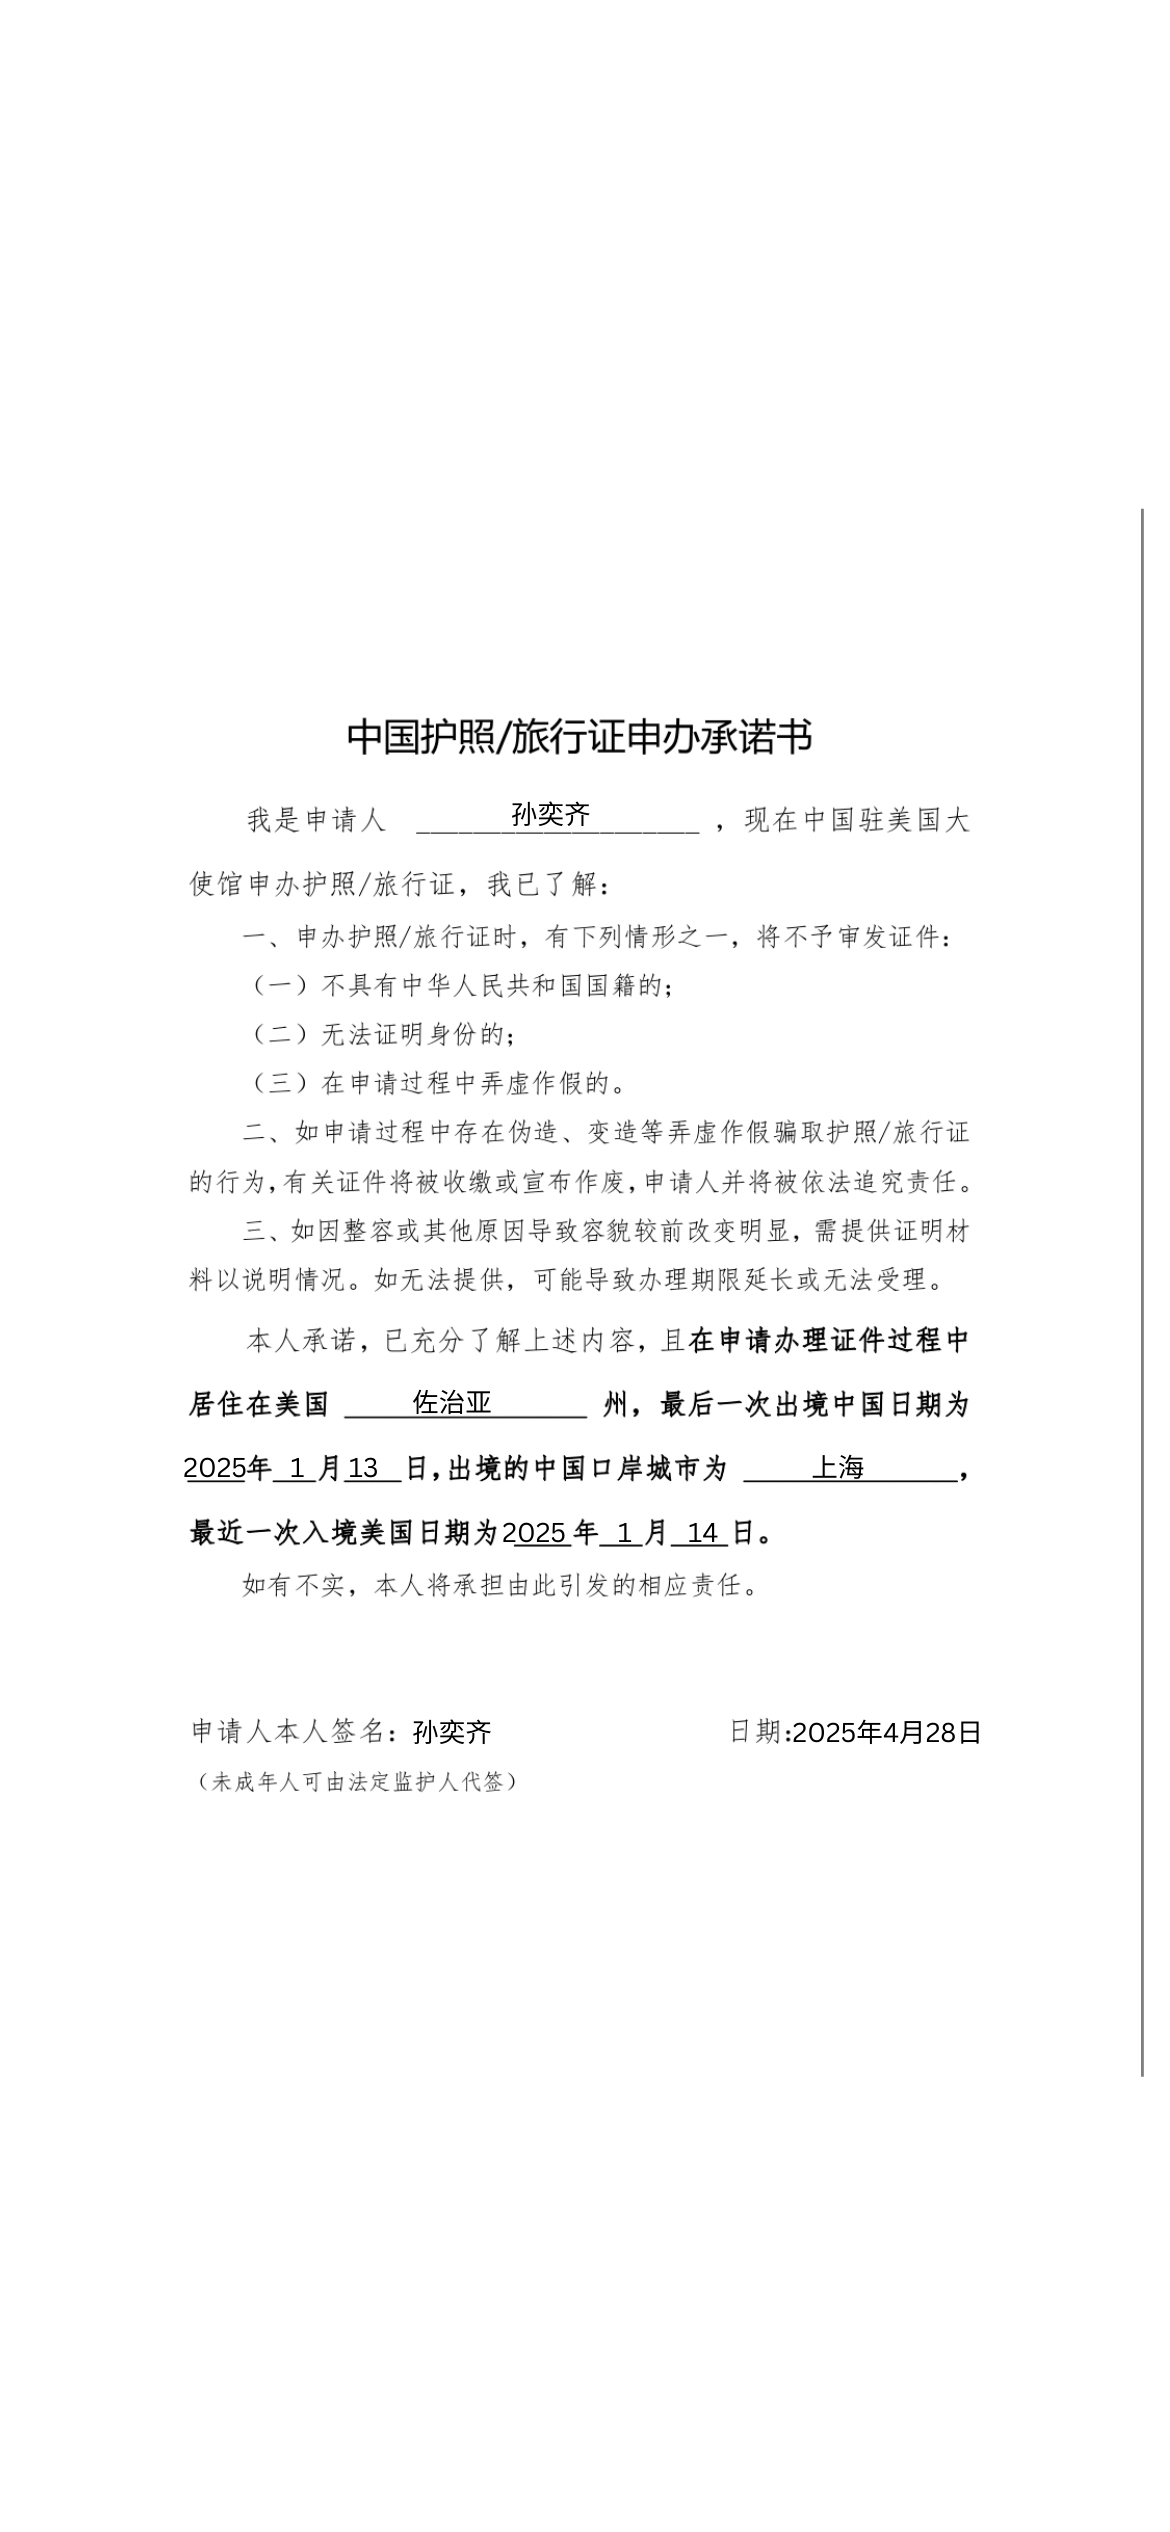 中国护照/旅行证申办承诺书
我是申请人 孙奕齐 ，现在中国驻美国大
使馆申办护照/旅行证，我已了解：
一、申办护照/旅行证时，有下列情形之一，将不予审发证件：
（一）不具有中华人民共和国国籍的；
（二）无法证明身份的；
（三）在申请过程中弄虚作假的。
二、如申请过程中存在伪造、变造等弄虚作假骗取护照/旅行证
的行为，有关证件将被收缴或宣布作废，申请人并将被依法追究责任。
三、如因整容或其他原因导致容貌较前改变明显，需提供证明材
料以说明情况。如无法提供，可能导致办理期限延长或无法受理。
本人承诺，已充分了解上述内容，且在申请办理证件过程中
居住在美国 佐治亚 州，最后一次出境中国日期为
2025年 1 月 13 日，出境的中国口岸城市为 上海 ，
最近一次入境美国日期为2025 年 1 月 14 日。
如有不实，本人将承担由此引发的相应责任。
申请人本人签名：孙奕齐 日期:2025年4月28日
（未成年人可由法定监护人代签）